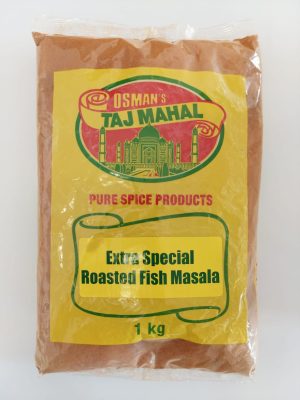 OSMAN's
TAJ MAHAL
PURE SPICE PRODUCTS
Extra Special
Roasted Fish Masala
1 kg